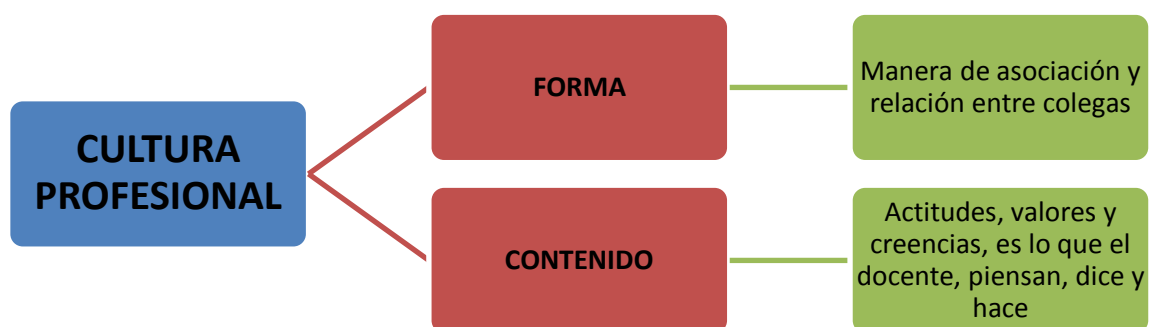 CULTURA
PROFESIONAL
FORMA
Manera de asociación y
relación entre colegas
CONTENIDO
Actitudes, valores y
creencias, es lo que el
docente, piensan, dice y
hace